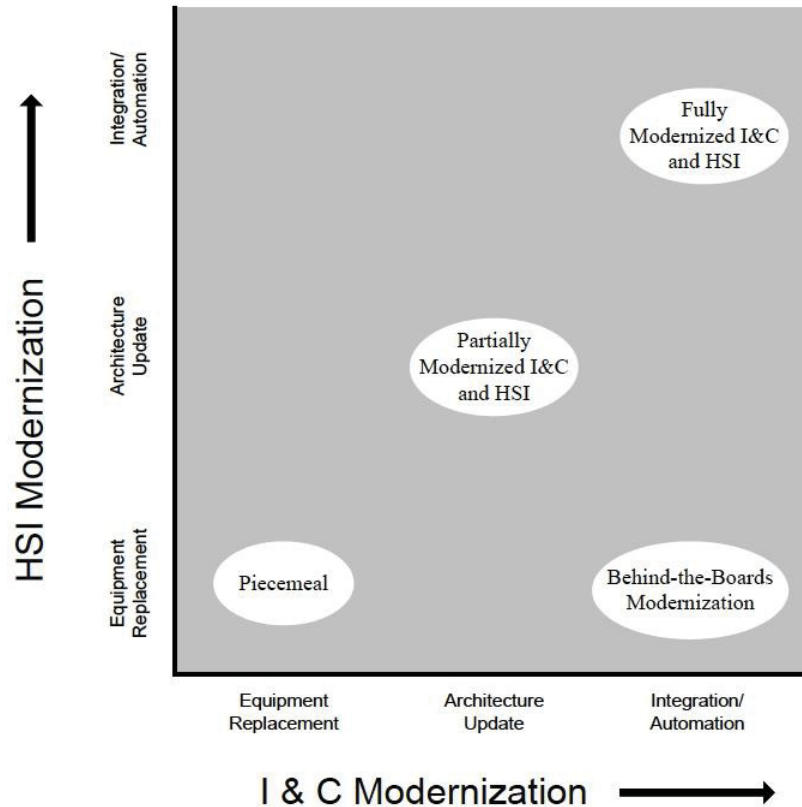 HSI Modernization
Integration/
Automation
Architecture
Update
Equipment
Replacement
Fully
Modernized I&C
and HSI
Partially
Modernized I&C
and HSI
Piecemeal
Behind-the-Boards
Modernization
Equipment
Replacement
Architecture
Update
Integration/
Automation
I & C Modernization